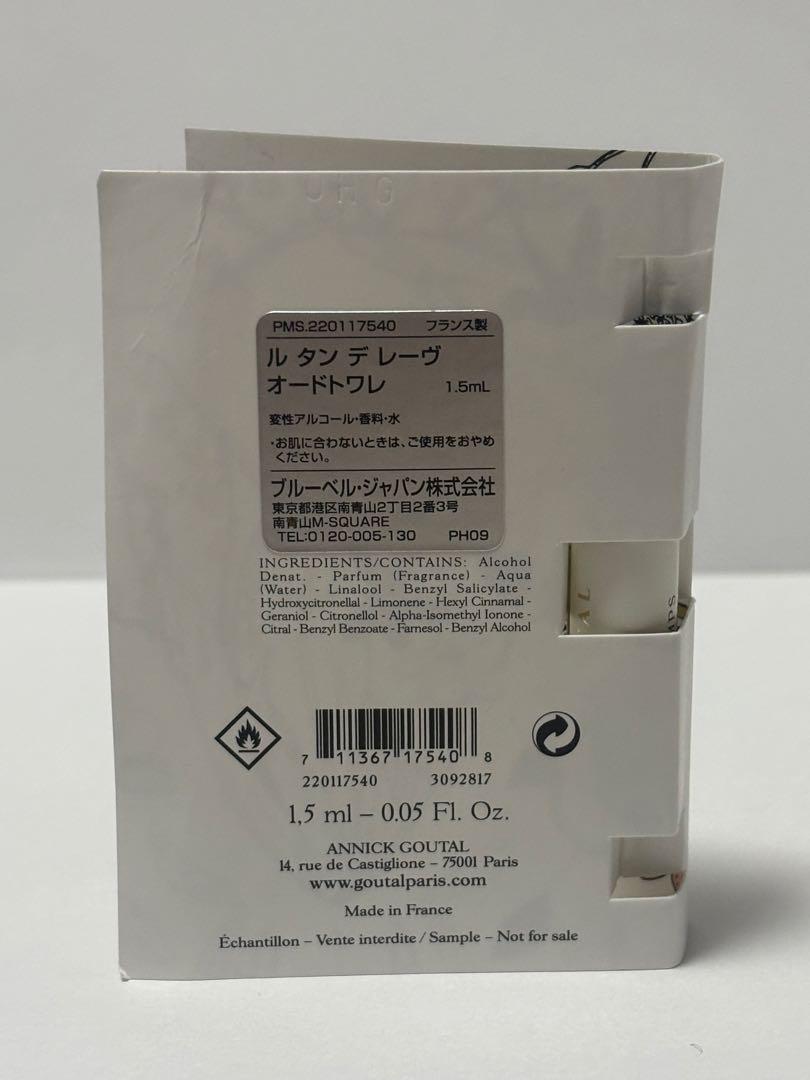 PMS.220117540 フランス製
ル タン デ レーヴ
オードトワレ 1.5mL
変性アルコール・香料・水
・お肌に合わないときは、ご使用をおやめ
ください。
ブルーベル・ジャパン株式会社
東京都港区南青山2丁目2番3号
南青山M-SQUARE
TEL:0120-005-130 PH09
INGREDIENTS/CONTAINS: Alcohol
Denat. - Parfum (Fragrance) - Aqua
(Water) - Linalool - Benzyl Salicylate -
Hydroxycitronellal - Limonene - Hexyl Cinnamal -
Geraniol - Citronellol - Alpha-Isomethyl Ionone -
Citral - Benzyl Benzoate - Farnesol - Benzyl Alcohol
7 11367 17540 8
220117540 3092817
1,5 ml – 0.05 Fl. Oz.
ANNICK GOUTAL
14, rue de Castiglione – 75001 Paris
www.goutalparis.com
Made in France
Échantillon – Vente interdite / Sample – Not for sale